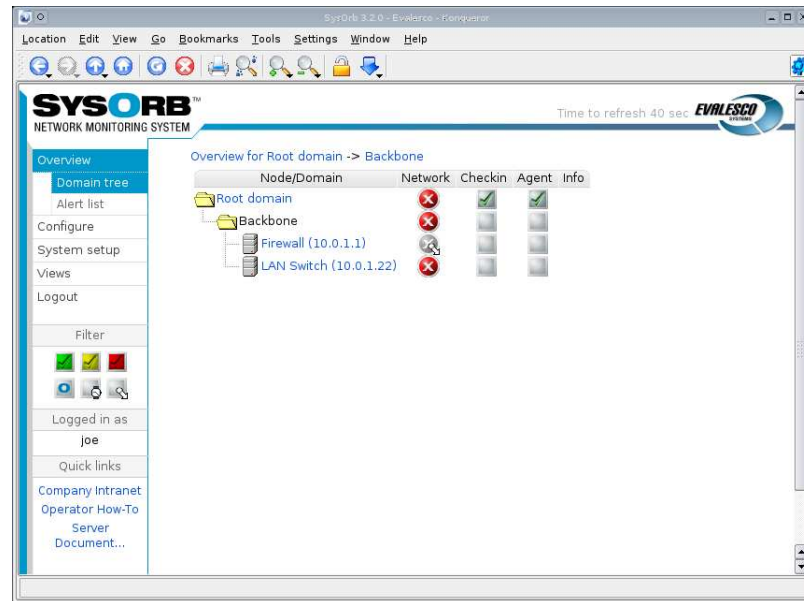 SysOrb 3.2.0 - Evalesco - Konqueror
Location Edit View Go Bookmarks Tools Settings Window Help
SYSORB™
NETWORK MONITORING SYSTEM
Time to refresh 40 sec
EVALESCO
SYSTEMS
Overview
Domain tree
Alert list
Configure
System setup
Views
Logout
Filter
Logged in as
joe
Quick links
Company Intranet
Operator How-To
Server
Document...
Overview for Root domain -> Backbone
Node/Domain Network Checkin Agent Info
Root domain
Backbone
Firewall (10.0.1.1)
LAN Switch (10.0.1.22)